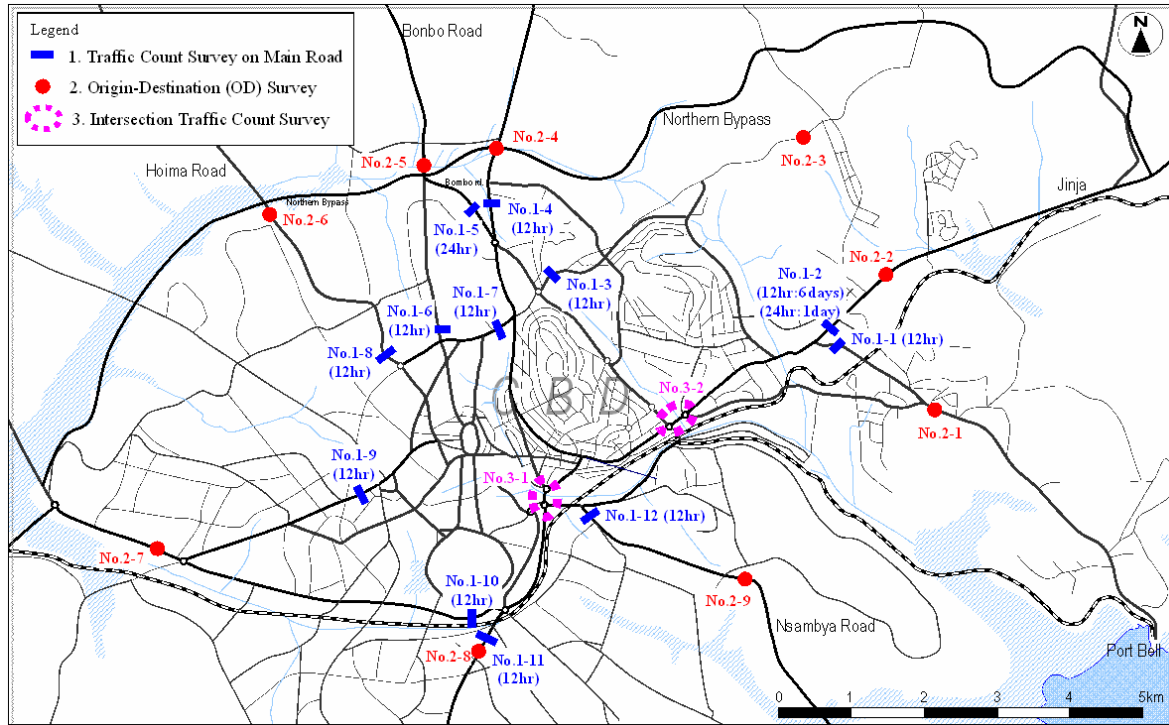 Legend
1. Traffic Count Survey on Main Road
2. Origin-Destination (OD) Survey
3. Intersection Traffic Count Survey
Bonbo Road
N
Northern Bypass
No.2-4
No.2-3
No.2-5
Hoima Road
Bombo rd.
Jinja
Northern Bypass
No.2-6
No.1-4
(12hr)
No.1-5
(24hr)
No.2-2
No.1-2
(12hr:6days)
(24hr:1day)
No.1-3
(12hr)
No.1-7
(12hr)
No.1-6
(12hr)
No.1-1 (12hr)
No.1-8
(12hr)
No.3-2
CBD
No.2-1
No.1-9
(12hr)
No.3-1
No.1-12 (12hr)
No.2-7
No.1-10
(12hr)
No.2-9
Nsambya Road
No.2-8
No.1-11
(12hr)
Port Bell
0 1 2 3 4 5km